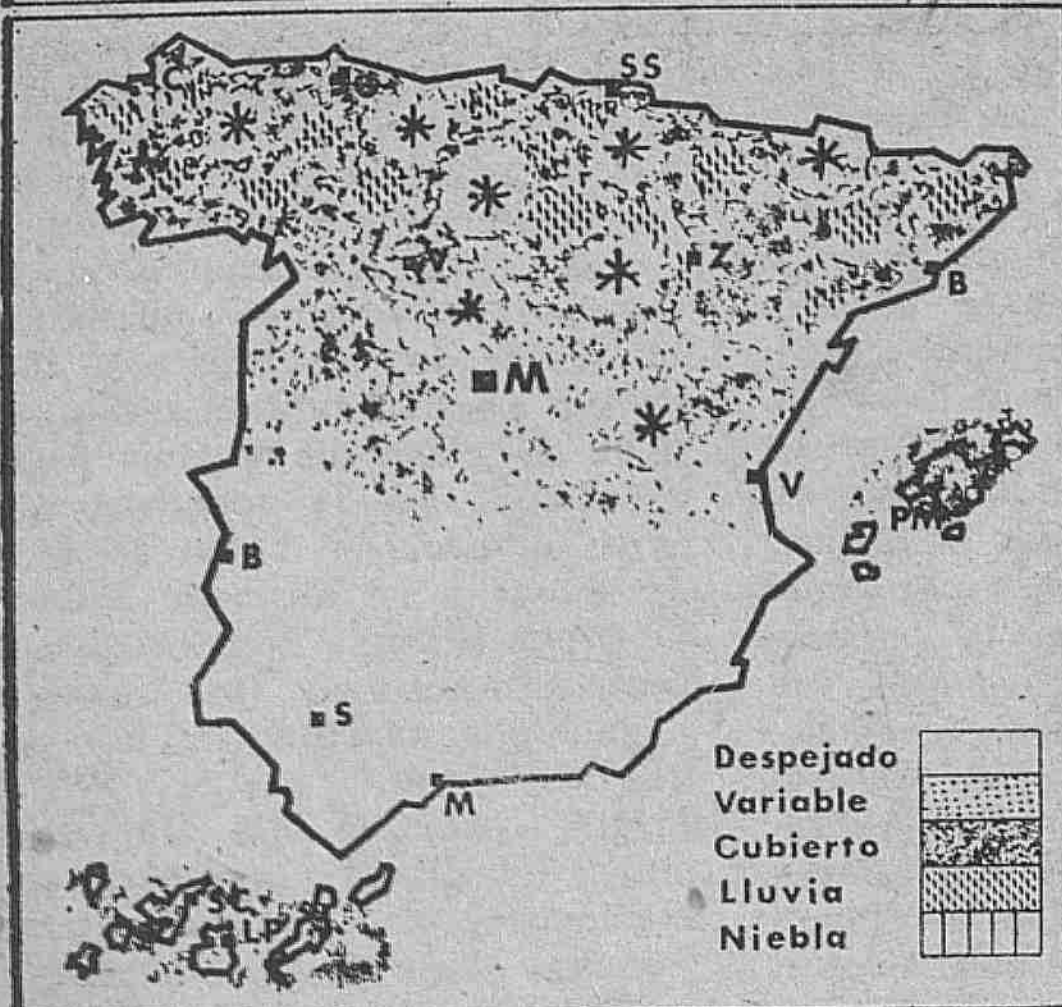 SS
C
V
Z
B
M
V
PM
B
S
M
SC
LP
Despejado
Variable
Cubierto
Lluvia
Niebla